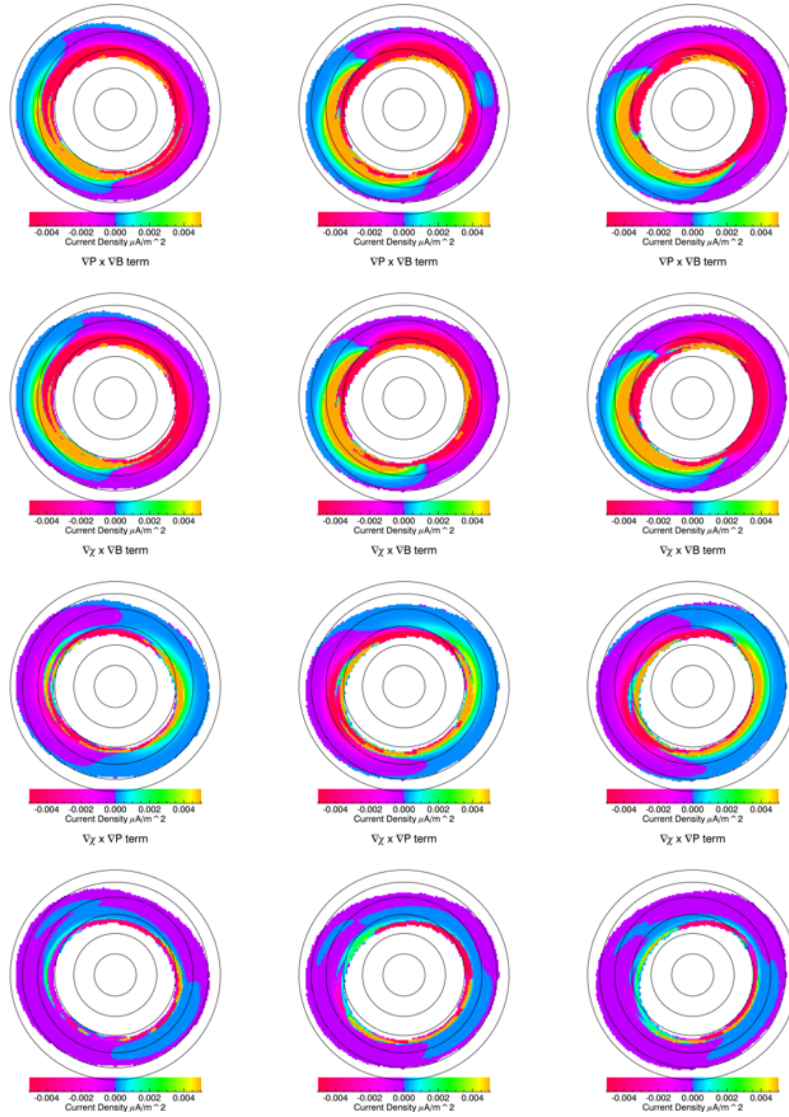 -0.004 -0.002 0.000 0.002 0.004 -0.004 -0.002 0.000 0.002 0.004 -0.004 -0.002 0.000 0.002 0.004
Current Density μA/m^2 Current Density μA/m^2 Current Density μA/m^2
∇P x ∇B term ∇P x ∇B term ∇P x ∇B term
-0.004 -0.002 0.000 0.002 0.004 -0.004 -0.002 0.000 0.002 0.004 -0.004 -0.002 0.000 0.002 0.004
Current Density μA/m^2 Current Density μA/m^2 Current Density μA/m^2
∇χ x ∇B term ∇χ x ∇B term ∇χ x ∇B term
-0.004 -0.002 0.000 0.002 0.004 -0.004 -0.002 0.000 0.002 0.004 -0.004 -0.002 0.000 0.002 0.004
Current Density μA/m^2 Current Density μA/m^2 Current Density μA/m^2
∇χ x ∇P term ∇χ x ∇P term ∇χ x ∇P term
-0.004 -0.002 0.000 0.002 0.004 -0.004 -0.002 0.000 0.002 0.004 -0.004 -0.002 0.000 0.002 0.004
Current Density μA/m^2 Current Density μA/m^2 Current Density μA/m^2